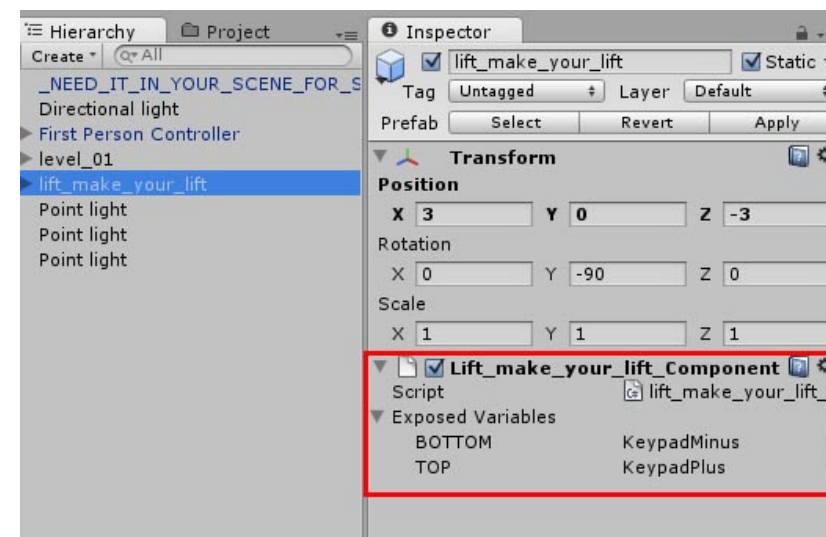 Hierarchy Project
Create All
_NEED_IT_IN_YOUR_SCENE_FOR_S
Directional light
First Person Controller
level_01
lift_make_your_lift
Point light
Point light
Point light
Inspector
lift_make_your_lift Static
Tag Untagged Layer Default
Prefab Select Revert Apply
Transform
Position
X 3 Y 0 Z -3
Rotation
X 0 Y -90 Z 0
Scale
X 1 Y 1 Z 1
Lift_make_your_lift_Component
Script C# lift_make_your_lift_
Exposed Variables
BOTTOM KeypadMinus
TOP KeypadPlus